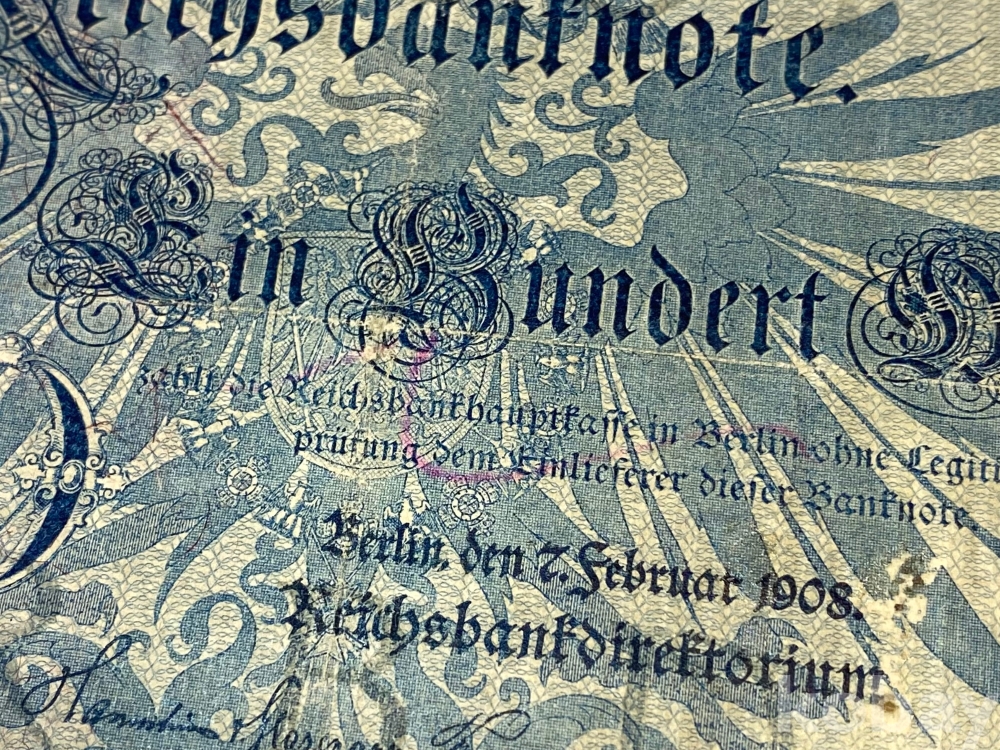 Reichsbanknote.
Ein Hundert M
zahlt die Reichsbankhauptkasse in Berlin ohne Legiti
prüfung dem Einlieferer dieser Banknote.
Berlin, den 7. Februar 1908.
Reichsbankdirektorium